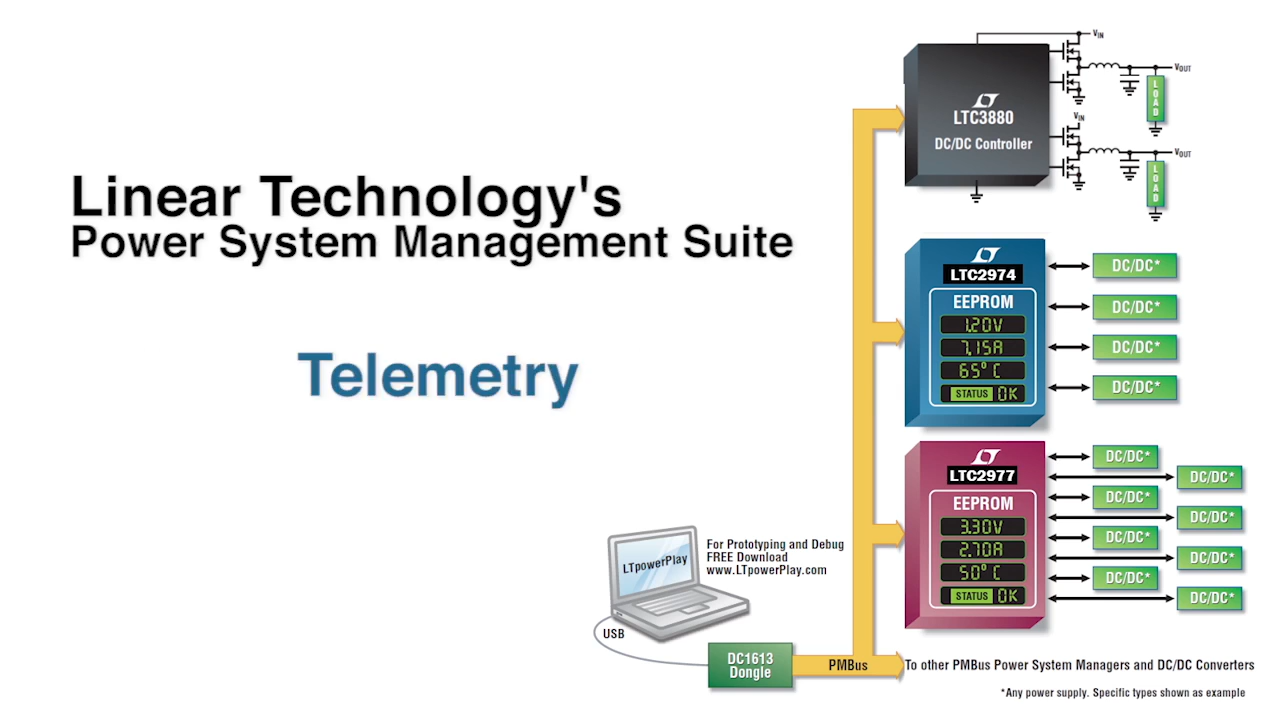 Linear Technology's
Power System Management Suite
Telemetry
VIN
VOUT
LOAD
LTC3880
DC/DC Controller
VIN
VOUT
LOAD
LTC2974
EEPROM
1.20V
7.15A
65°C
STATUS OK
DC/DC*
DC/DC*
DC/DC*
DC/DC*
LTC2977
EEPROM
3.30V
2.70A
50°C
STATUS OK
DC/DC*
DC/DC*
DC/DC*
DC/DC*
DC/DC*
DC/DC*
DC/DC*
DC/DC*
LTpowerPlay
For Prototyping and Debug
FREE Download
www.LTpowerPlay.com
USB
DC1613
Dongle
PMBus
To other PMBus Power System Managers and DC/DC Converters
*Any power supply. Specific types shown as example